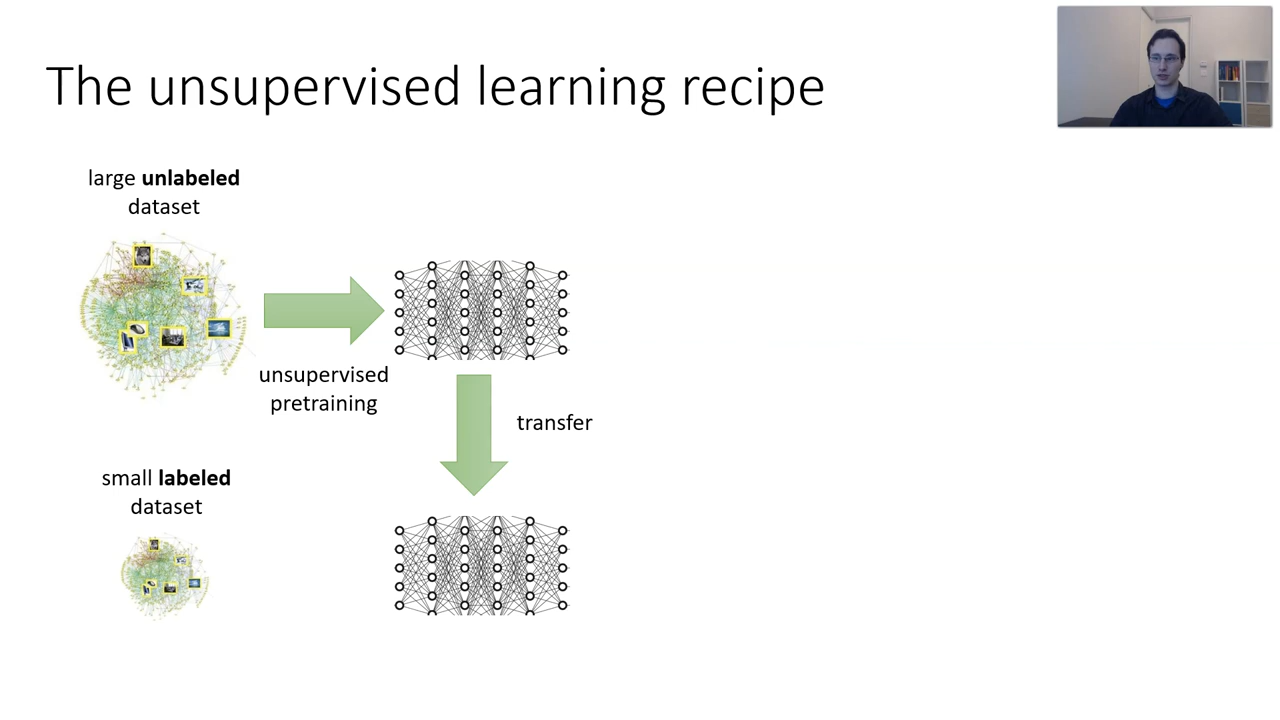 The unsupervised learning recipe
large unlabeled
dataset
unsupervised
pretraining
transfer
small labeled
dataset